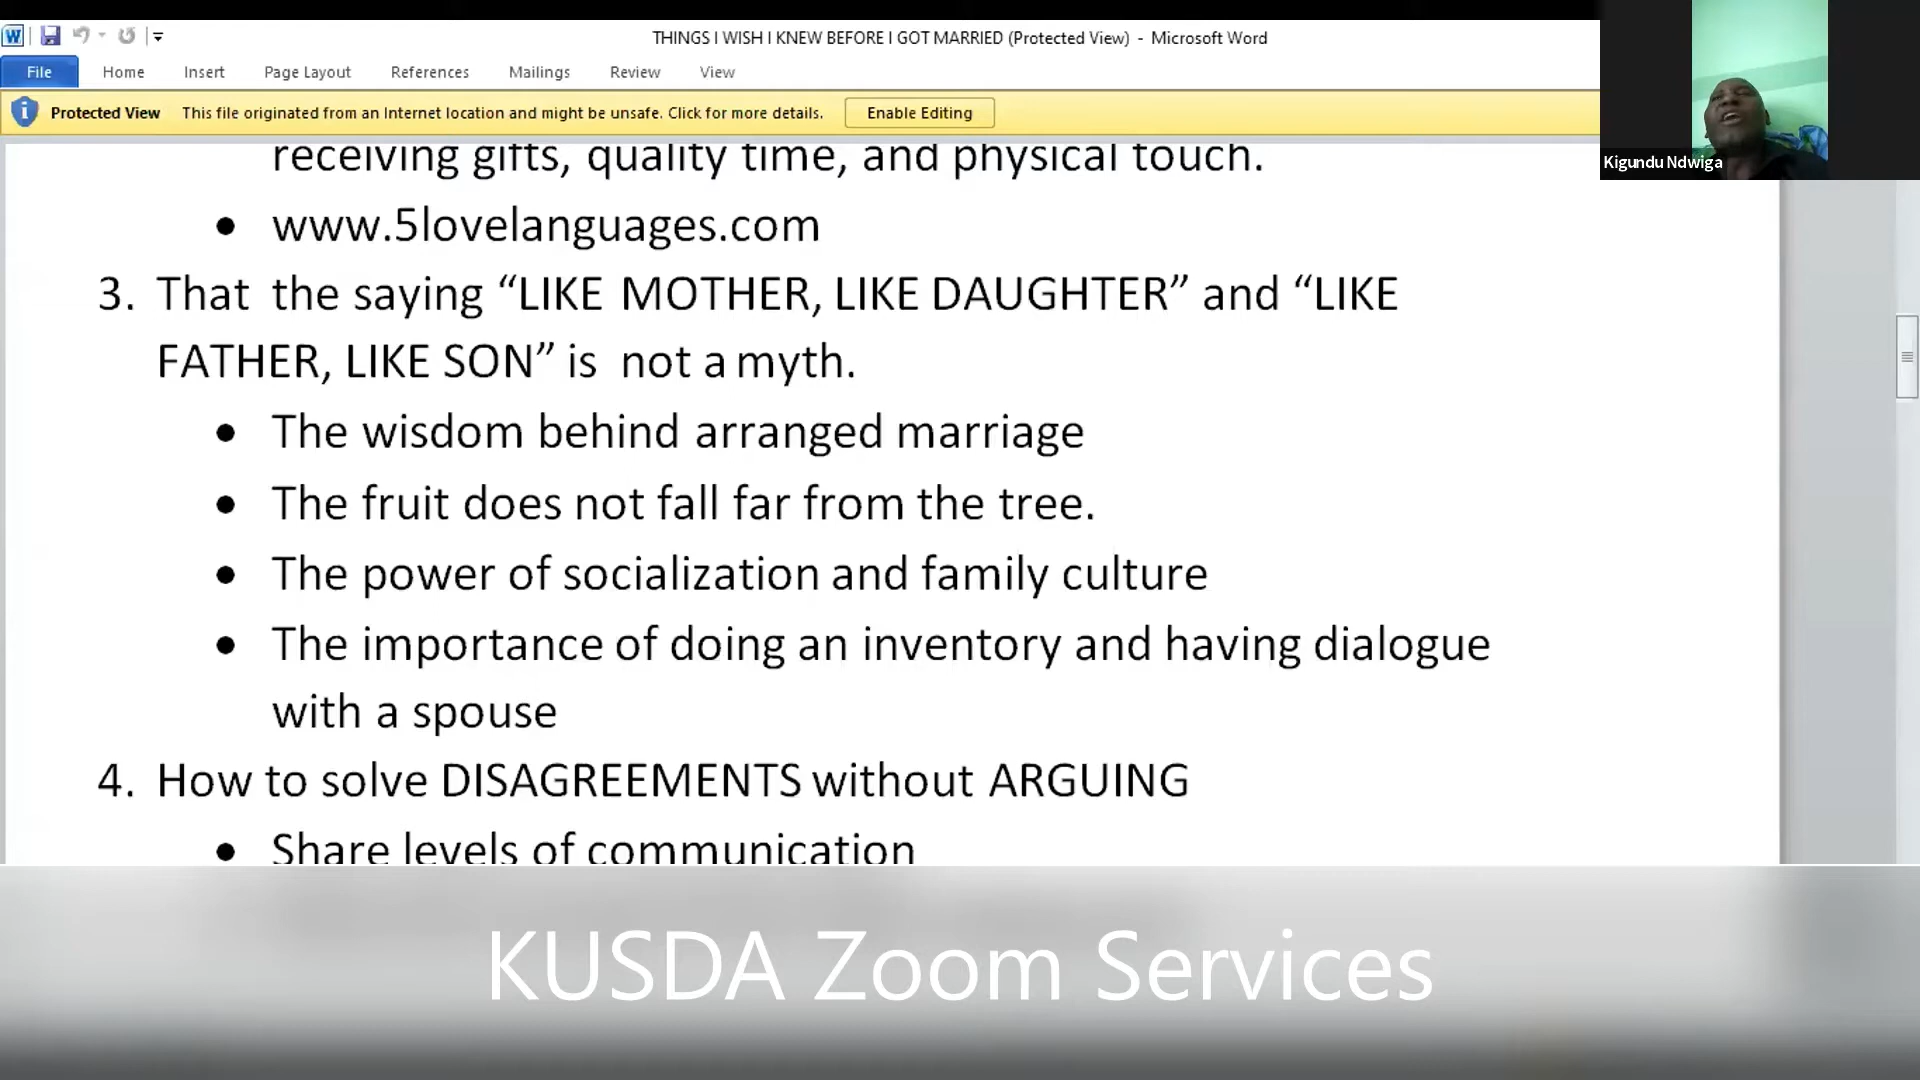 THINGS I WISH I KNEW BEFORE I GOT MARRIED (Protected View) - Microsoft Word
File Home Insert Page Layout References Mailings Review View
Protected View This file originated from an Internet location and might be unsafe. Click for more details. Enable Editing
Kigundu Ndwiga
receiving gifts, quality time, and physical touch.
• www.5lovelanguages.com
3. That the saying “LIKE MOTHER, LIKE DAUGHTER” and “LIKE
FATHER, LIKE SON” is not a myth.
• The wisdom behind arranged marriage
• The fruit does not fall far from the tree.
• The power of socialization and family culture
• The importance of doing an inventory and having dialogue
with a spouse
4. How to solve DISAGREEMENTS without ARGUING
• Share levels of communication
KUSDA Zoom Services